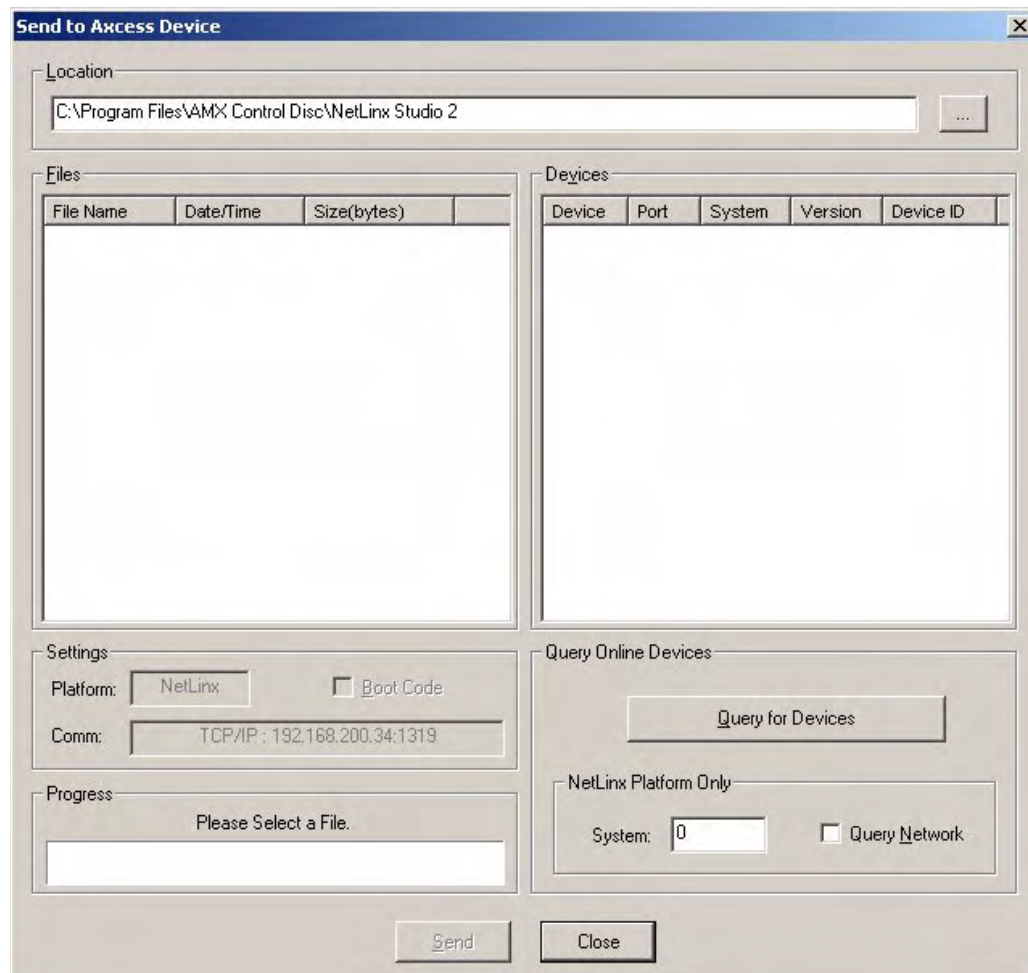 Send to Axcess Device
Location
C:\Program Files\AMX Control Disc\NetLinx Studio 2
...
Files
File Name Date/Time Size(bytes)
Devices
Device Port System Version Device ID
Settings
Platform: NetLinx Boot Code
Comm: TCP/IP : 192.168.200.34:1319
Query Online Devices
Query for Devices
NetLinx Platform Only
System: 0 Query Network
Progress
Please Select a File.
Send Close